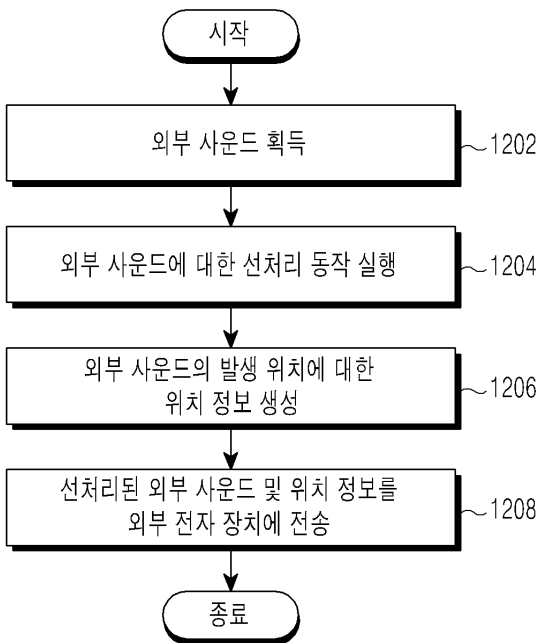 시작
외부 사운드 획득
1202
외부 사운드에 대한 선처리 동작 실행
1204
외부 사운드의 발생 위치에 대한
위치 정보 생성
1206
선처리된 외부 사운드 및 위치 정보를
외부 전자 장치에 전송
1208
종료